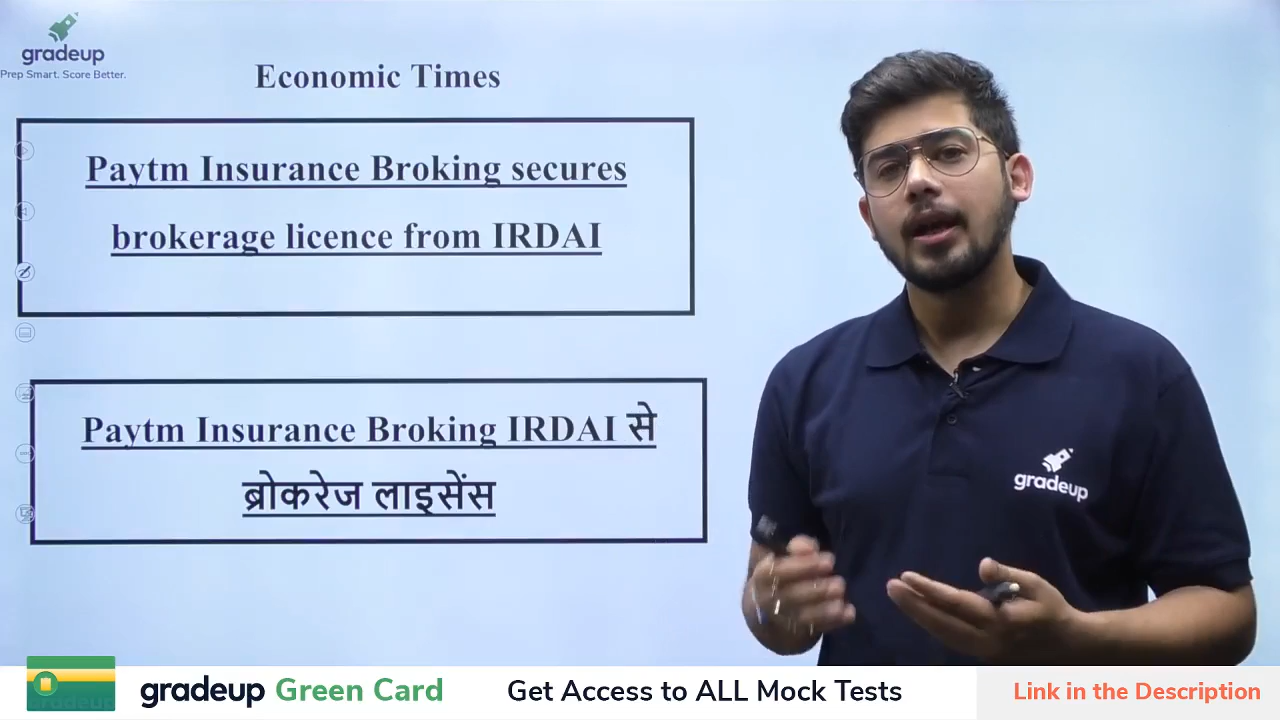 gradeup
Prep Smart. Score Better.
Economic Times
Paytm Insurance Broking secures
brokerage licence from IRDAI
Paytm Insurance Broking IRDAI से
ब्रोकरेज लाइसेंस
gradeup
gradeup Green Card
Get Access to ALL Mock Tests
Link in the Description